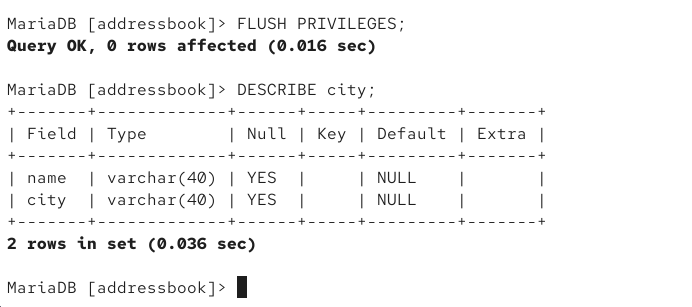 MariaDB [addressbook]> FLUSH PRIVILEGES;
Query OK, 0 rows affected (0.016 sec)

MariaDB [addressbook]> DESCRIBE city;
+-------+-------------+------+-----+---------+-------+
| Field | Type        | Null | Key | Default | Extra |
+-------+-------------+------+-----+---------+-------+
| name  | varchar(40) | YES  |     | NULL    |       |
| city  | varchar(40) | YES  |     | NULL    |       |
+-------+-------------+------+-----+---------+-------+
2 rows in set (0.036 sec)

MariaDB [addressbook]>